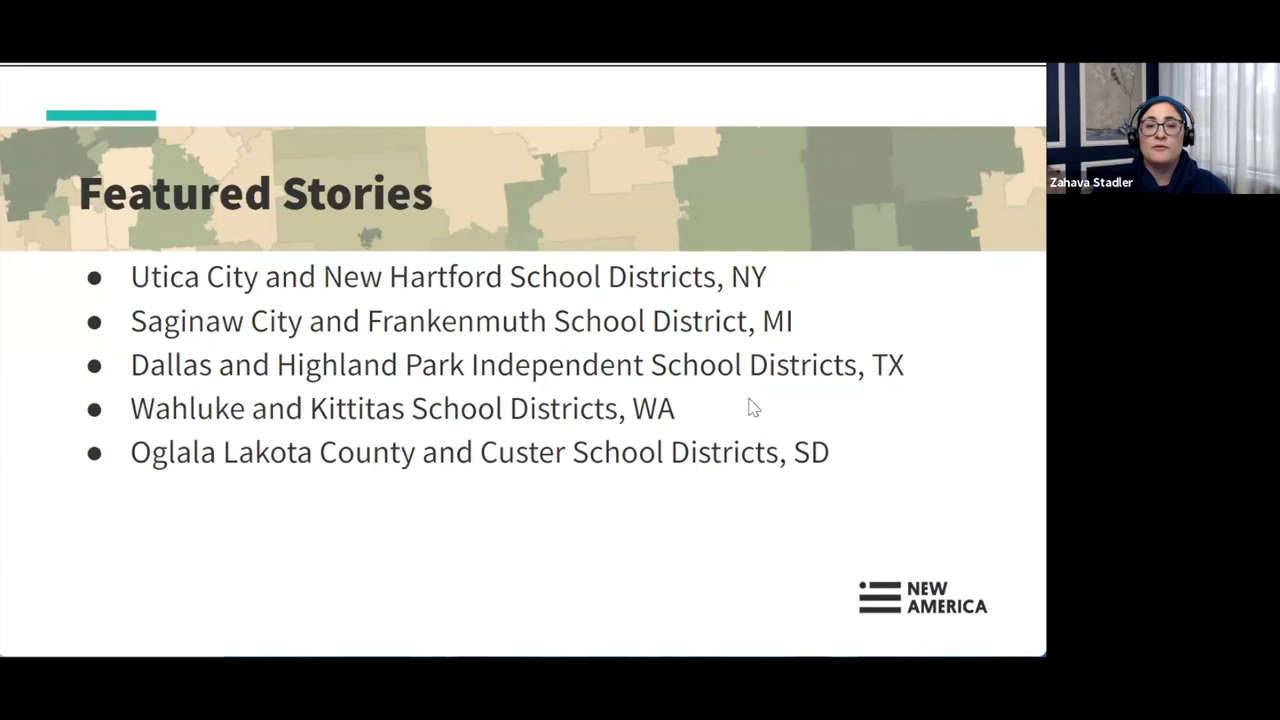 Featured Stories
● Utica City and New Hartford School Districts, NY
● Saginaw City and Frankenmuth School District, MI
● Dallas and Highland Park Independent School Districts, TX
● Wahluke and Kittitas School Districts, WA
● Oglala Lakota County and Custer School Districts, SD
NEW
AMERICA
Zahava Stadler